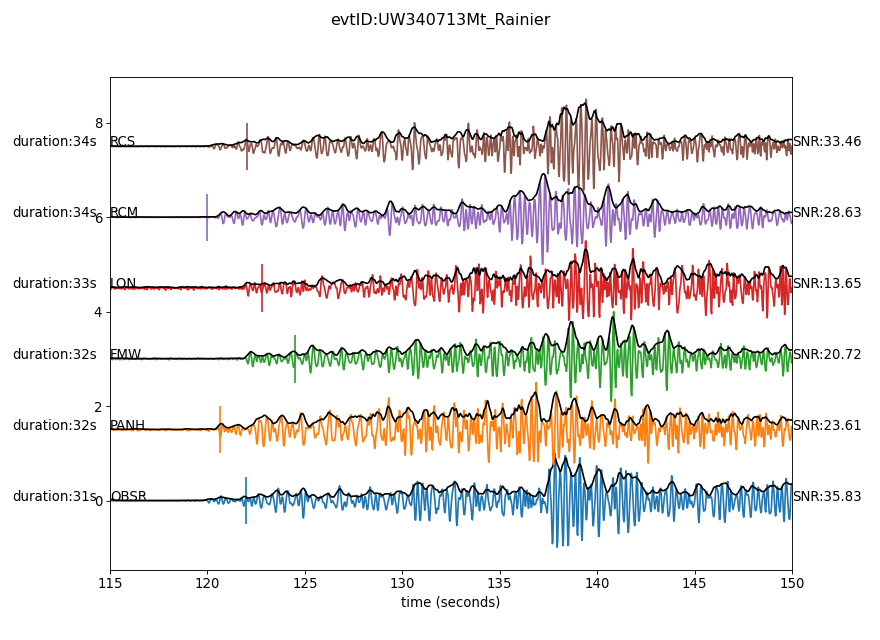 evtID:UW340713Mt_Rainier
8
duration:34s RCS SNR:33.46
duration:34s RCM SNR:28.63
6
duration:33s LON SNR:13.65
4
duration:32s FMW SNR:20.72
2
duration:32s PANH SNR:23.61
duration:31s 0 OBSR SNR:35.83
115 120 125 130 135 140 145 150
time (seconds)